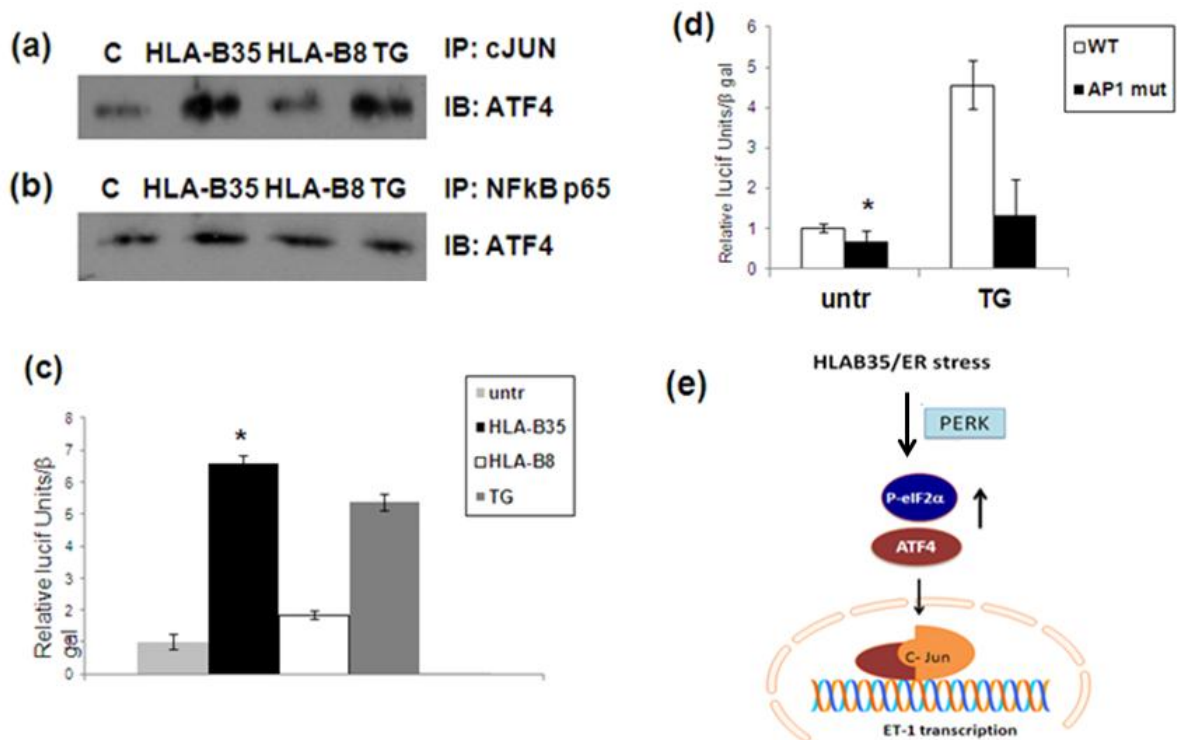 (a)
C HLA-B35 HLA-B8 TG
IP: cJUN
IB: ATF4
(b)
C HLA-B35 HLA-B8 TG
IP: NFkB p65
IB: ATF4
(c)
Relative lucif Units/β
gal
8
7
6
5
4
3
2
1
0
*
untr
HLA-B35
HLA-B8
TG
(d)
Relative lucif Units/β gal
6
5
4
3
2
1
0
*
untr
TG
WT
AP1 mut
(e)
HLAB35/ER stress
PERK
P-eIF2α
ATF4
C- Jun
ET-1 transcription